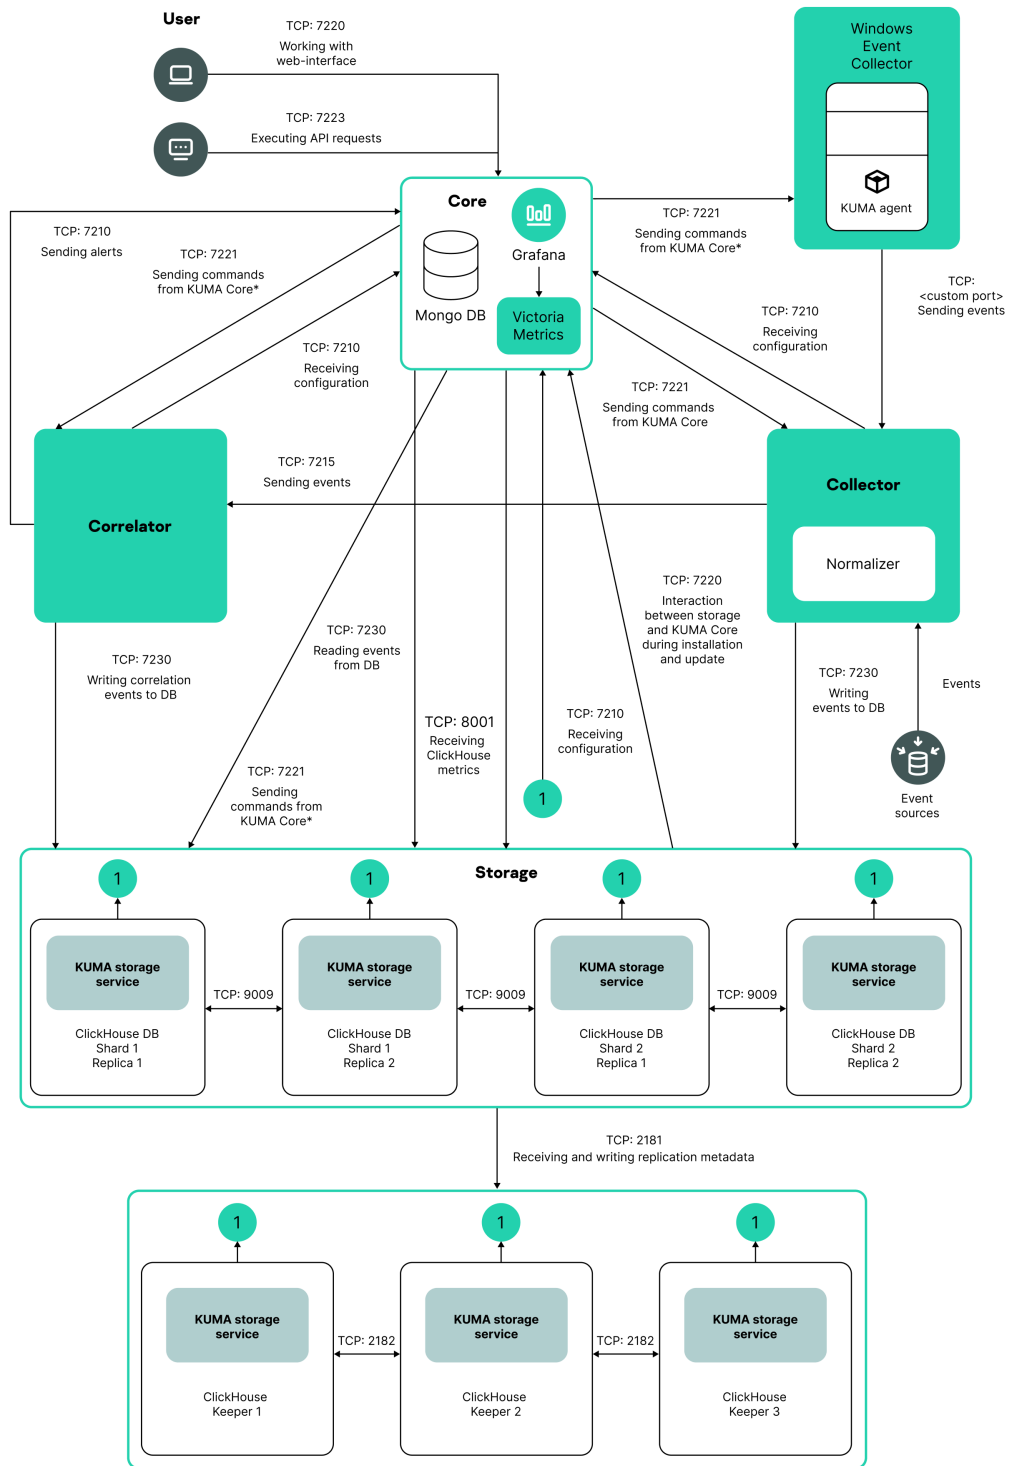 User
TCP: 7220
Working with
web-interface
TCP: 7223
Executing API requests
Windows
Event
Collector
KUMA agent
Core
Grafana
Mongo DB
Victoria
Metrics
TCP: 7210
Sending alerts
TCP: 7221
Sending commands
from KUMA Core*
TCP: 7221
Sending commands
from KUMA Core*
TCP:
<custom port>
Sending events
TCP: 7210
Receiving
configuration
TCP: 7210
Receiving
configuration
TCP: 7221
Sending commands
from KUMA Core
TCP: 7215
Sending events
Correlator
Collector
Normalizer
TCP: 7220
Interaction
between storage
and KUMA Core
during installation
and update
TCP: 7230
Reading events
from DB
TCP: 7230
Writing correlation
events to DB
TCP: 7230
Writing
events to DB
Events
Event
sources
TCP: 8001
Receiving
ClickHouse
metrics
TCP: 7210
Receiving
configuration
TCP: 7221
Sending
commands from
KUMA Core*
1
Storage
1
1
1
1
KUMA storage
service
KUMA storage
service
KUMA storage
service
KUMA storage
service
TCP: 9009
TCP: 9009
TCP: 9009
ClickHouse DB
Shard 1
Replica 1
ClickHouse DB
Shard 1
Replica 2
ClickHouse DB
Shard 2
Replica 1
ClickHouse DB
Shard 2
Replica 2
TCP: 2181
Receiving and writing replication metadata
1
1
1
KUMA storage
service
KUMA storage
service
KUMA storage
service
TCP: 2182
TCP: 2182
ClickHouse
Keeper 1
ClickHouse
Keeper 2
ClickHouse
Keeper 3